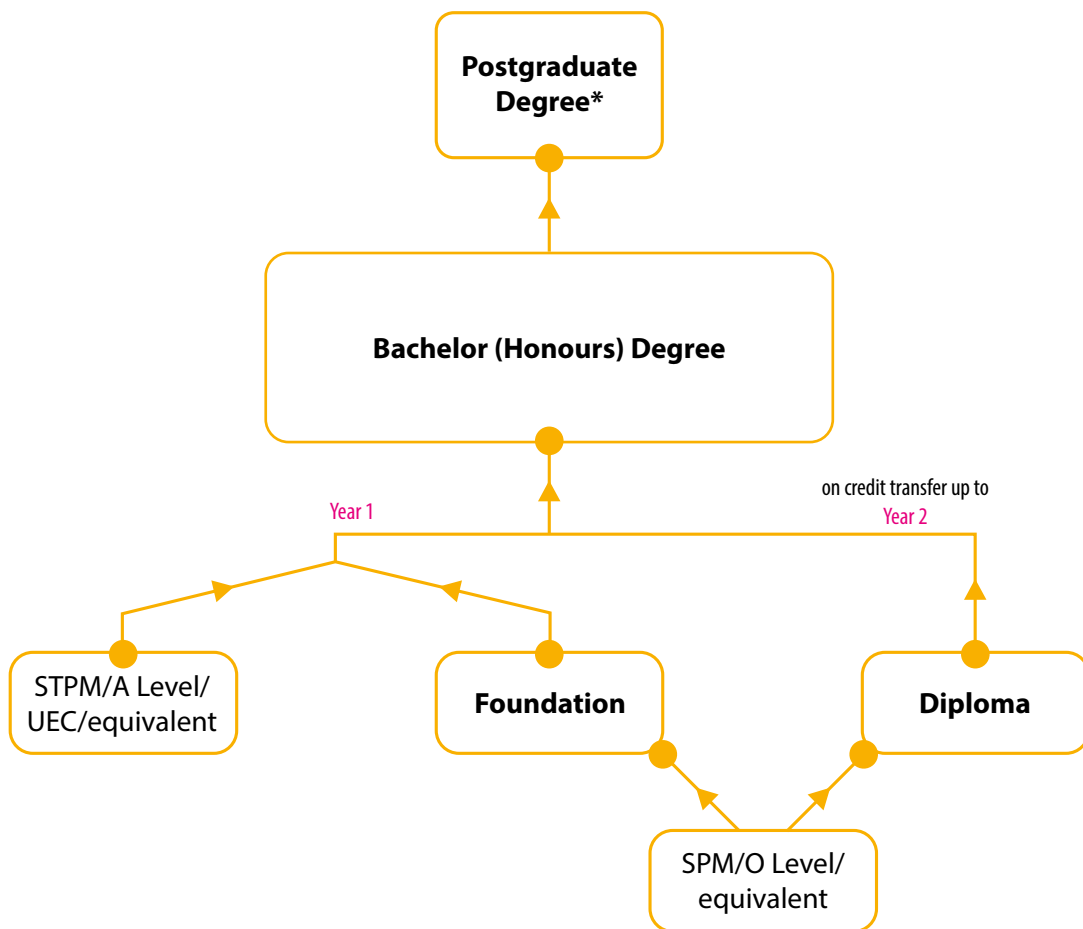 Postgraduate
Degree*
Bachelor (Honours) Degree
on credit transfer up to
Year 1
Year 2
STPM/A Level/
UEC/equivalent
Foundation
Diploma
SPM/O Level/
equivalent